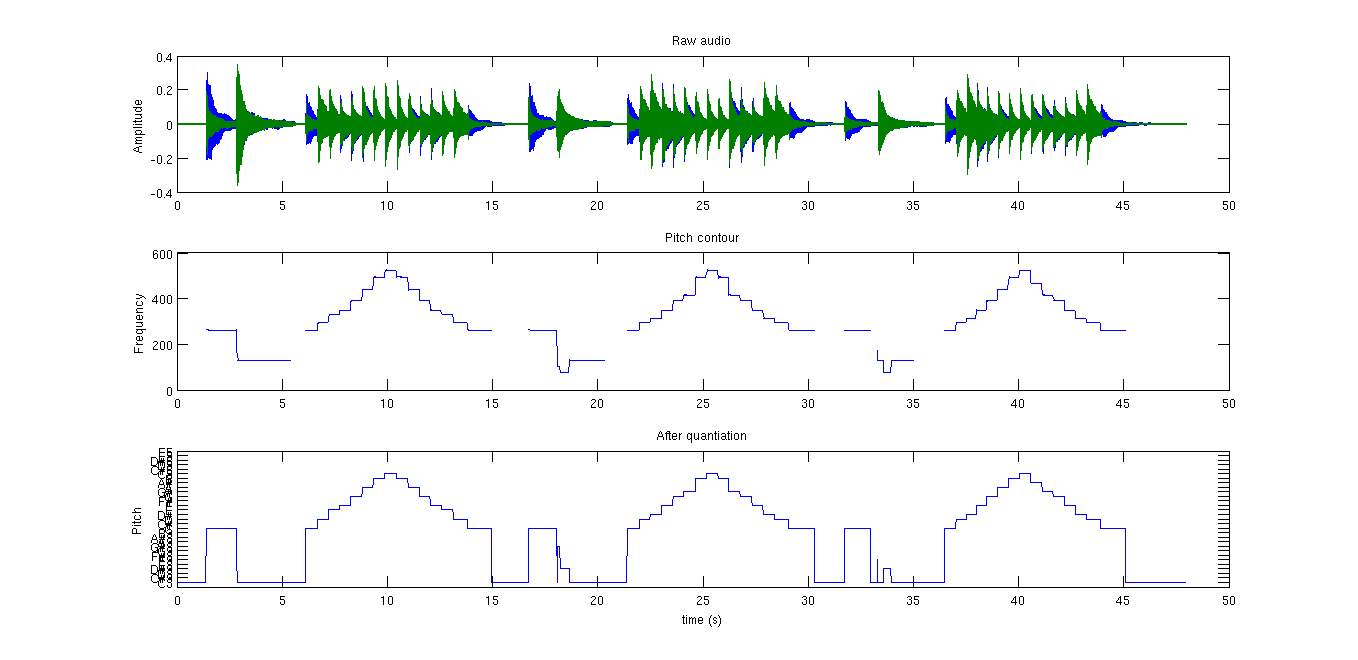 Raw audio
0.4
0.2
0
-0.2
-0.4
Amplitude
0 5 10 15 20 25 30 35 40 45 50
Pitch contour
600
400
200
0
Frequency
0 5 10 15 20 25 30 35 40 45 50
After quantiation
Pitch
0 5 10 15 20 25 30 35 40 45 50
time (s)